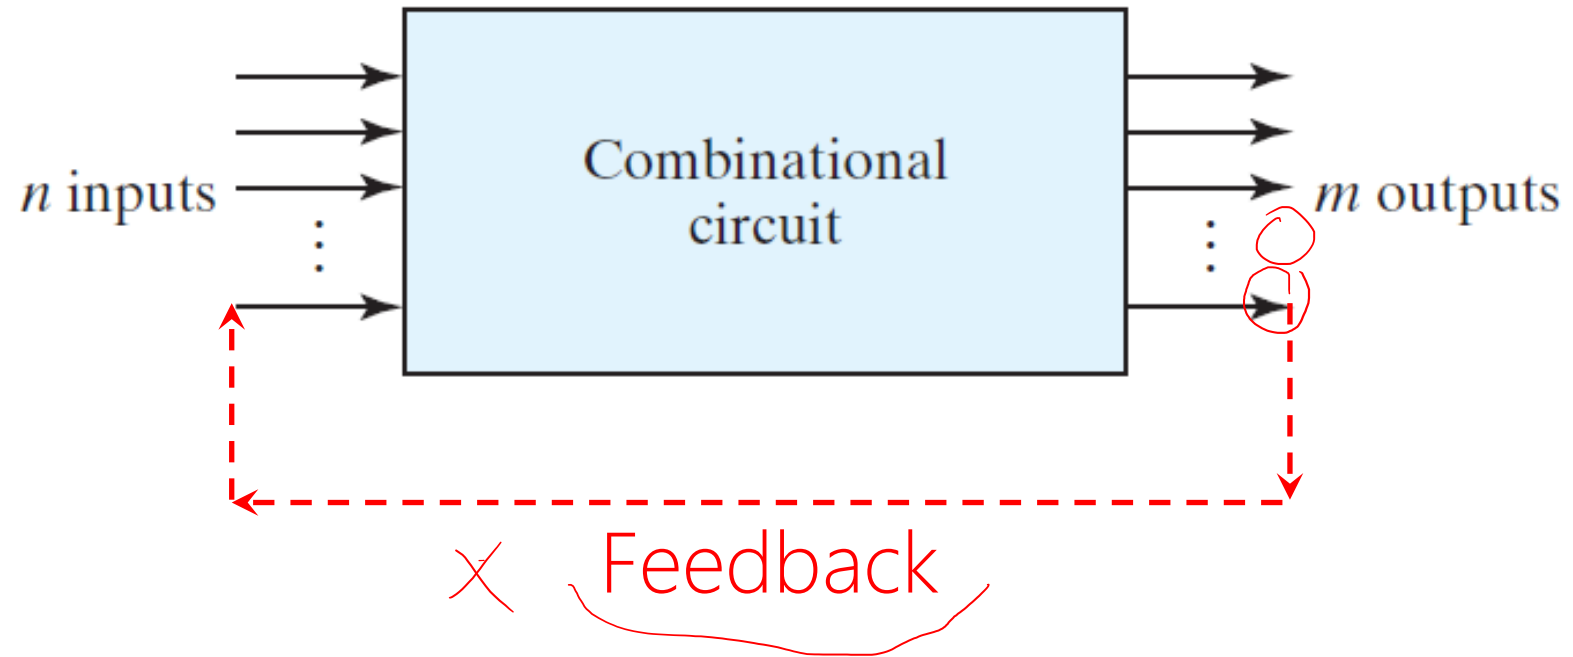 Combinational
circuit
n inputs
m outputs
Feedback